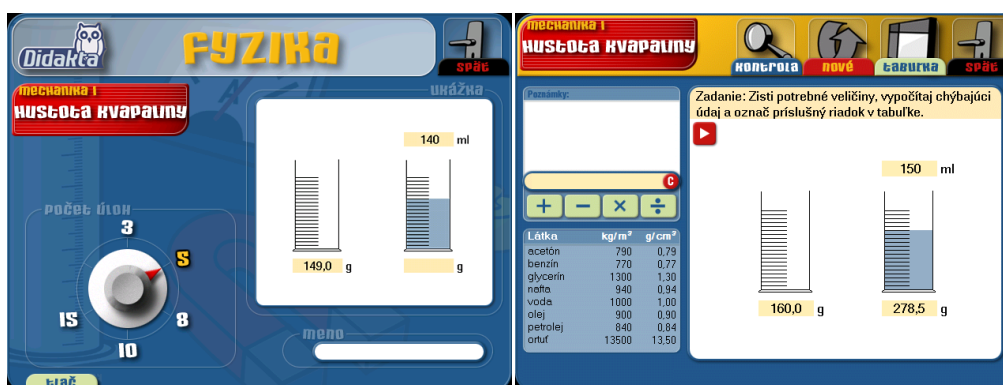 Didakta
FYZIKA
späť
mechanika I
HUSTOTA KVAPALINY
ukážka
140 ml
149,0 g
g
počet úloh
3
5
8
10
15
meno
tlač
mechanika I
HUSTOTA KVAPALINY
kontrola
nové
tabuľka
späť
Poznámky:
C
+ − × ÷
Látka kg/m³ g/cm³
acetón 790 0,79
benzín 770 0,77
glycerín 1300 1,30
nafta 940 0,94
voda 1000 1,00
olej 900 0,90
petrolej 840 0,84
ortuť 13500 13,50
Zadanie: Zisti potrebné veličiny, vypočítaj chýbajúci
údaj a označ príslušný riadok v tabuľke.
150 ml
160,0 g
278,5 g